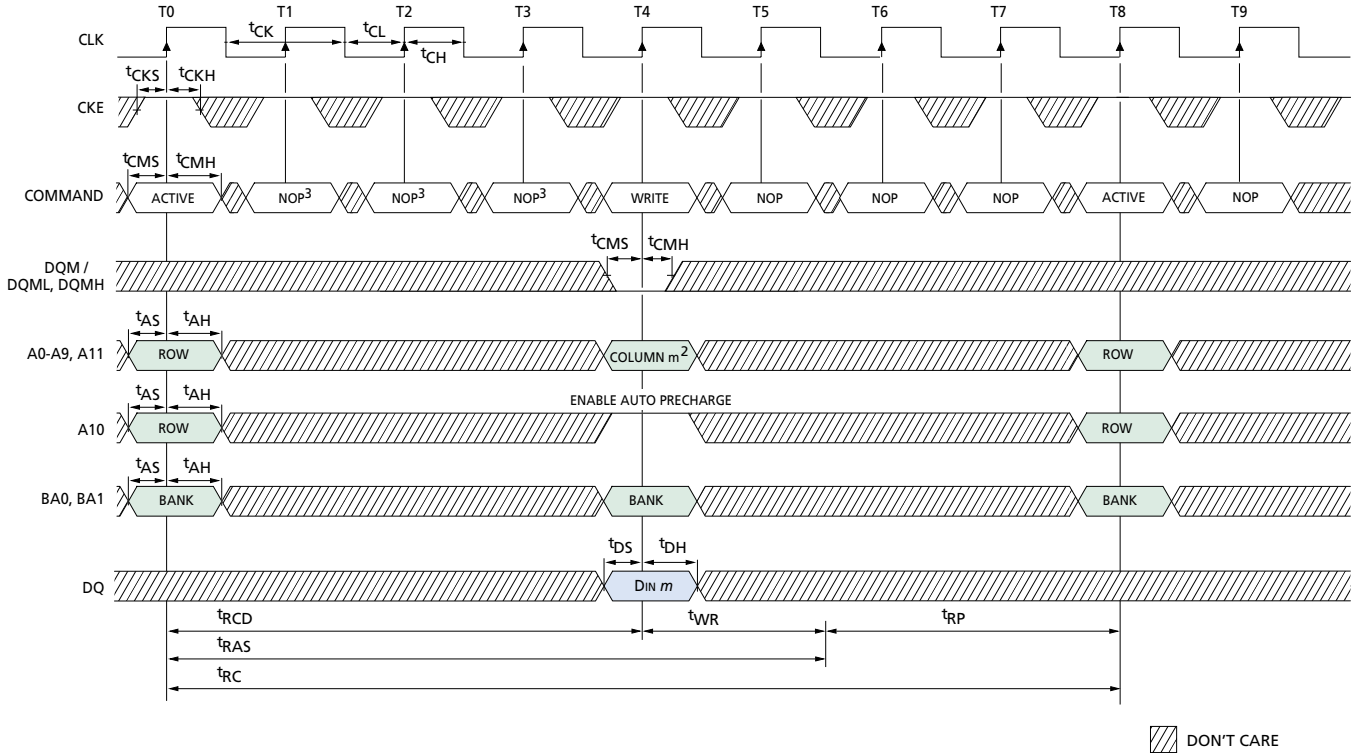 T0 T1 T2 T3 T4 T5 T6 T7 T8 T9
CLK
tCK tCL
tCH
tCKS tCKH
CKE
tCMS tCMH
COMMAND ACTIVE NOP3 NOP3 NOP3 WRITE NOP NOP NOP ACTIVE NOP
tCMS tCMH
DQM /
DQML, DQMH
tAS tAH
A0-A9, A11 ROW COLUMN m2 ROW
ENABLE AUTO PRECHARGE
tAS tAH
A10 ROW ROW
tAS tAH
BA0, BA1 BANK BANK BANK
tDS tDH
DQ DIN m
tRCD tWR tRP
tRAS
tRC
DON'T CARE